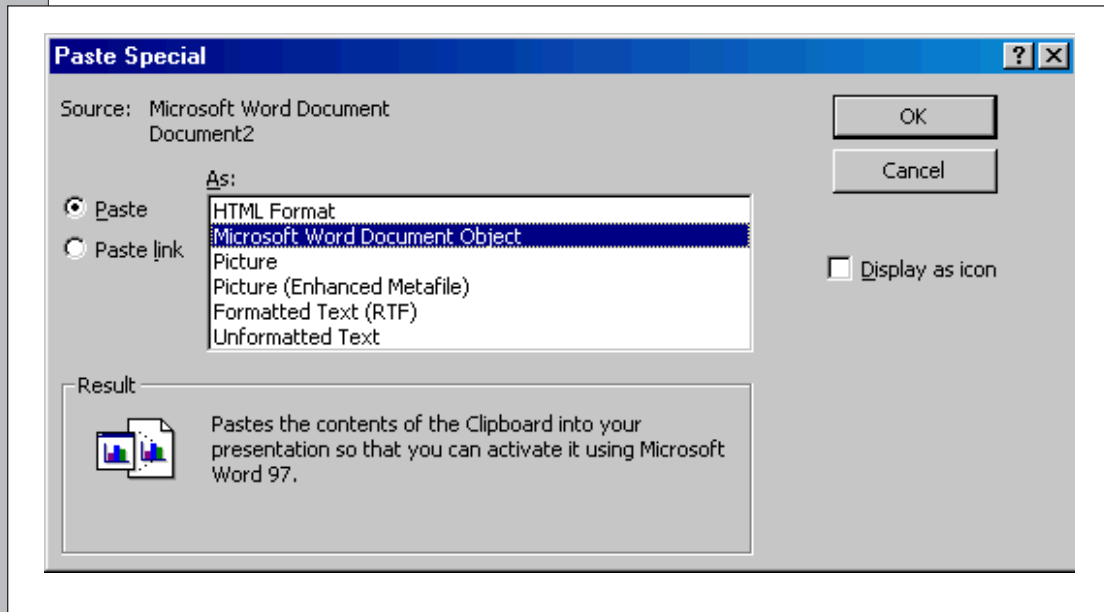 Paste Special
Source: Microsoft Word Document
Document2
OK
Cancel
As:
Paste
Paste link
HTML Format
Microsoft Word Document Object
Picture
Picture (Enhanced Metafile)
Formatted Text (RTF)
Unformatted Text
Display as icon
Result
Pastes the contents of the Clipboard into your
presentation so that you can activate it using Microsoft
Word 97.